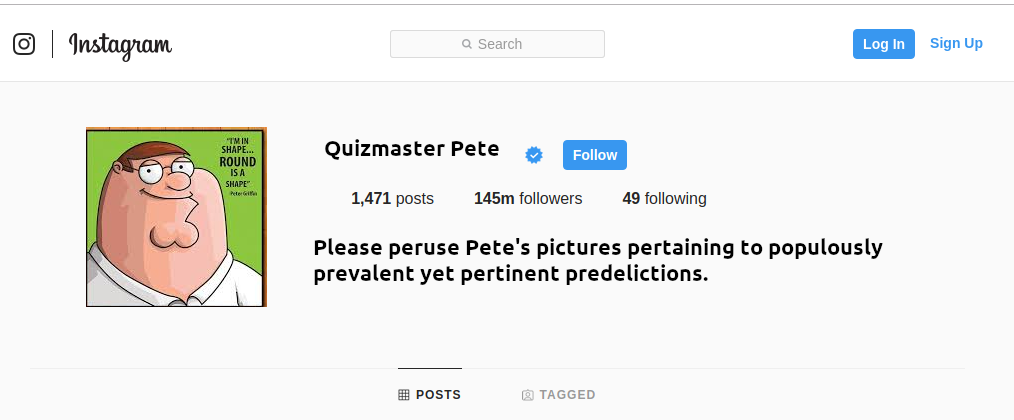 Instagram
Search
Log In
Sign Up
"I'M IN
SHAPE...
ROUND
IS A
SHAPE"
-Peter Griffin
Quizmaster Pete
Follow
1,471 posts
145m followers
49 following
Please peruse Pete's pictures pertaining to populously
prevalent yet pertinent predelictions.
POSTS
TAGGED